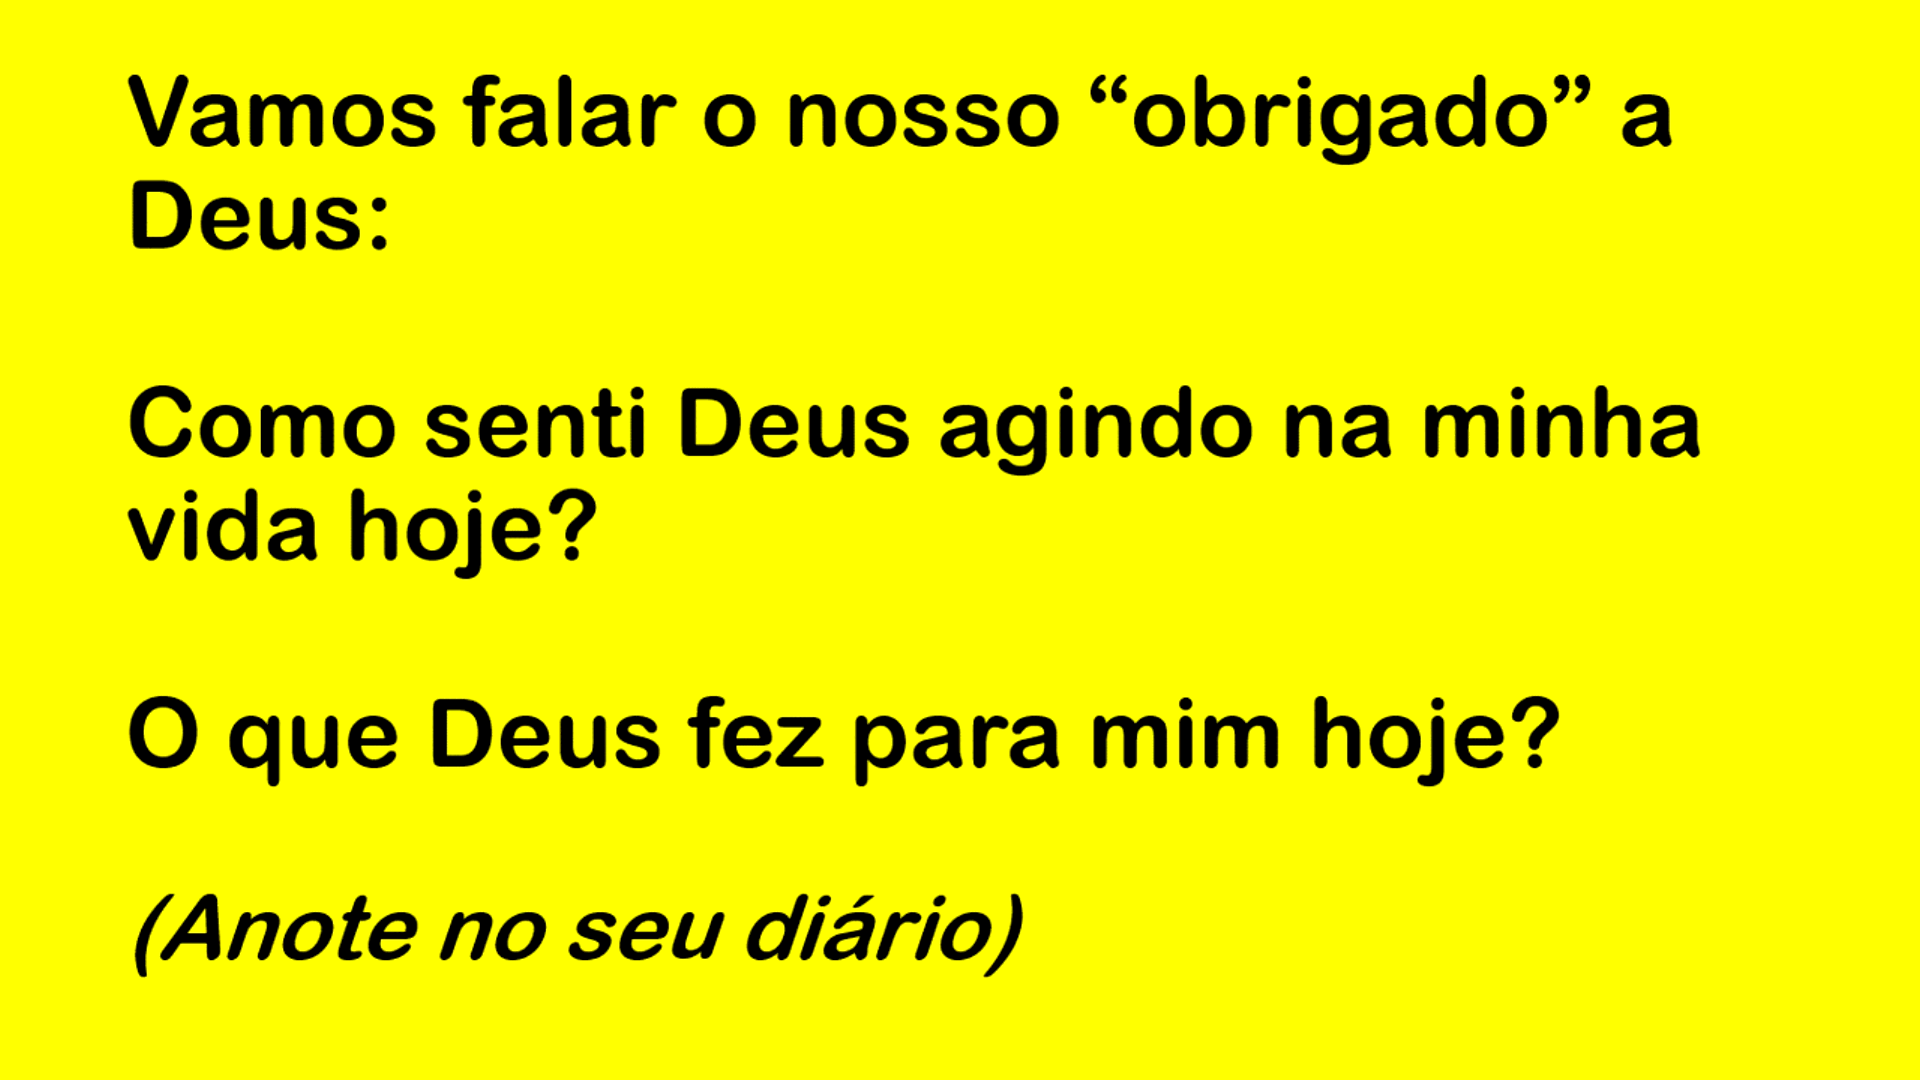 Vamos falar o nosso “obrigado” a
Deus:
Como senti Deus agindo na minha
vida hoje?
O que Deus fez para mim hoje?
(Anote no seu diário)